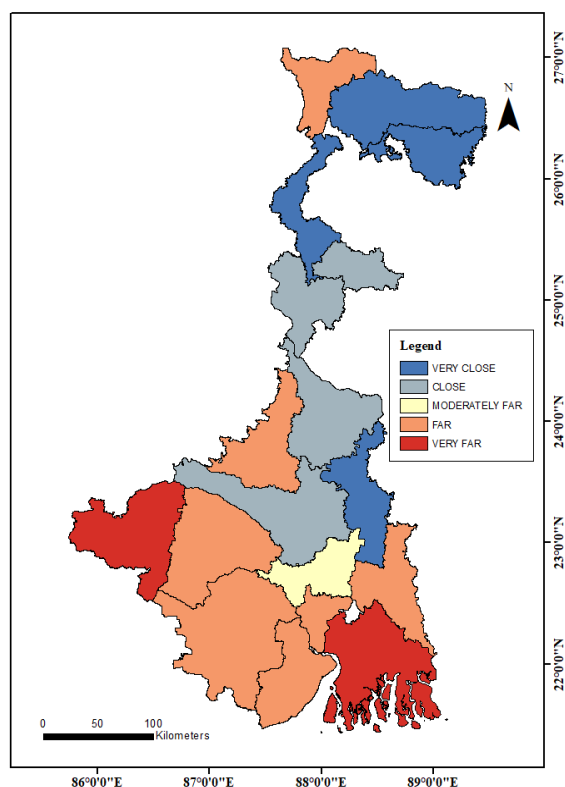 N
27°0'0"N
26°0'0"N
25°0'0"N
24°0'0"N
23°0'0"N
22°0'0"N
Legend
VERY CLOSE
CLOSE
MODERATELY FAR
FAR
VERY FAR
0 50 100
Kilometers
86°0'0"E 87°0'0"E 88°0'0"E 89°0'0"E